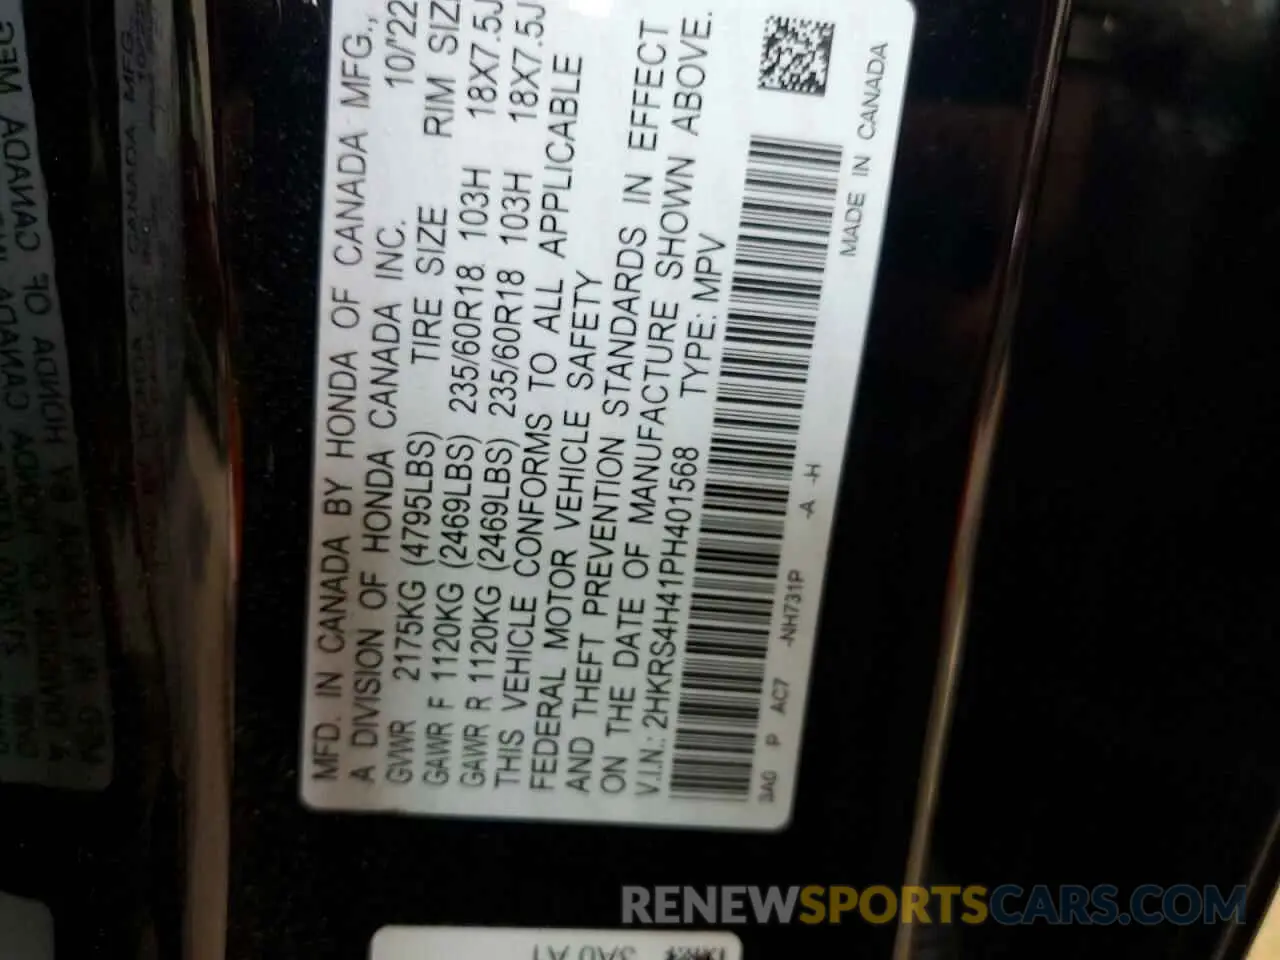 MFD. IN CANADA BY HONDA OF CANADA MFG.,
A DIVISION OF HONDA CANADA INC. 10/'22
GVWR 2175KG (4795LBS) TIRE SIZE RIM SIZE
GAWR F 1120KG (2469LBS) 235/60R18 103H 18X7.5J
GAWR R 1120KG (2469LBS) 235/60R18 103H 18X7.5J
THIS VEHICLE CONFORMS TO ALL APPLICABLE
FEDERAL MOTOR VEHICLE SAFETY
AND THEFT PREVENTION STANDARDS IN EFFECT
ON THE DATE OF MANUFACTURE SHOWN ABOVE.
V.I.N.: 2HKRS4H41PH401568 TYPE: MPV
3A0 P AC7 -NH731P -A -H
MADE IN CANADA
RENEWSPORTSCARS.COM